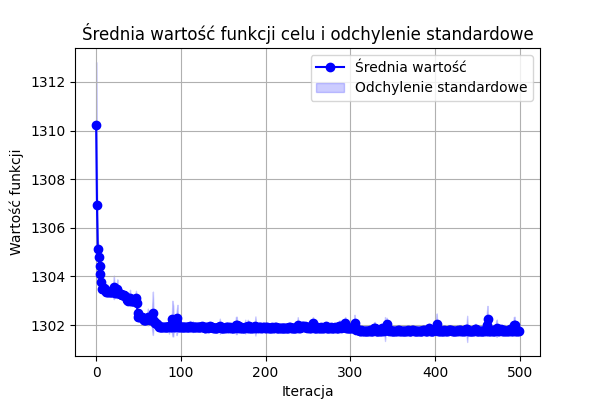 Średnia wartość funkcji celu i odchylenie standardowe
Średnia wartość
Odchylenie standardowe
Wartość funkcji
1312
1310
1308
1306
1304
1302
0 100 200 300 400 500
Iteracja